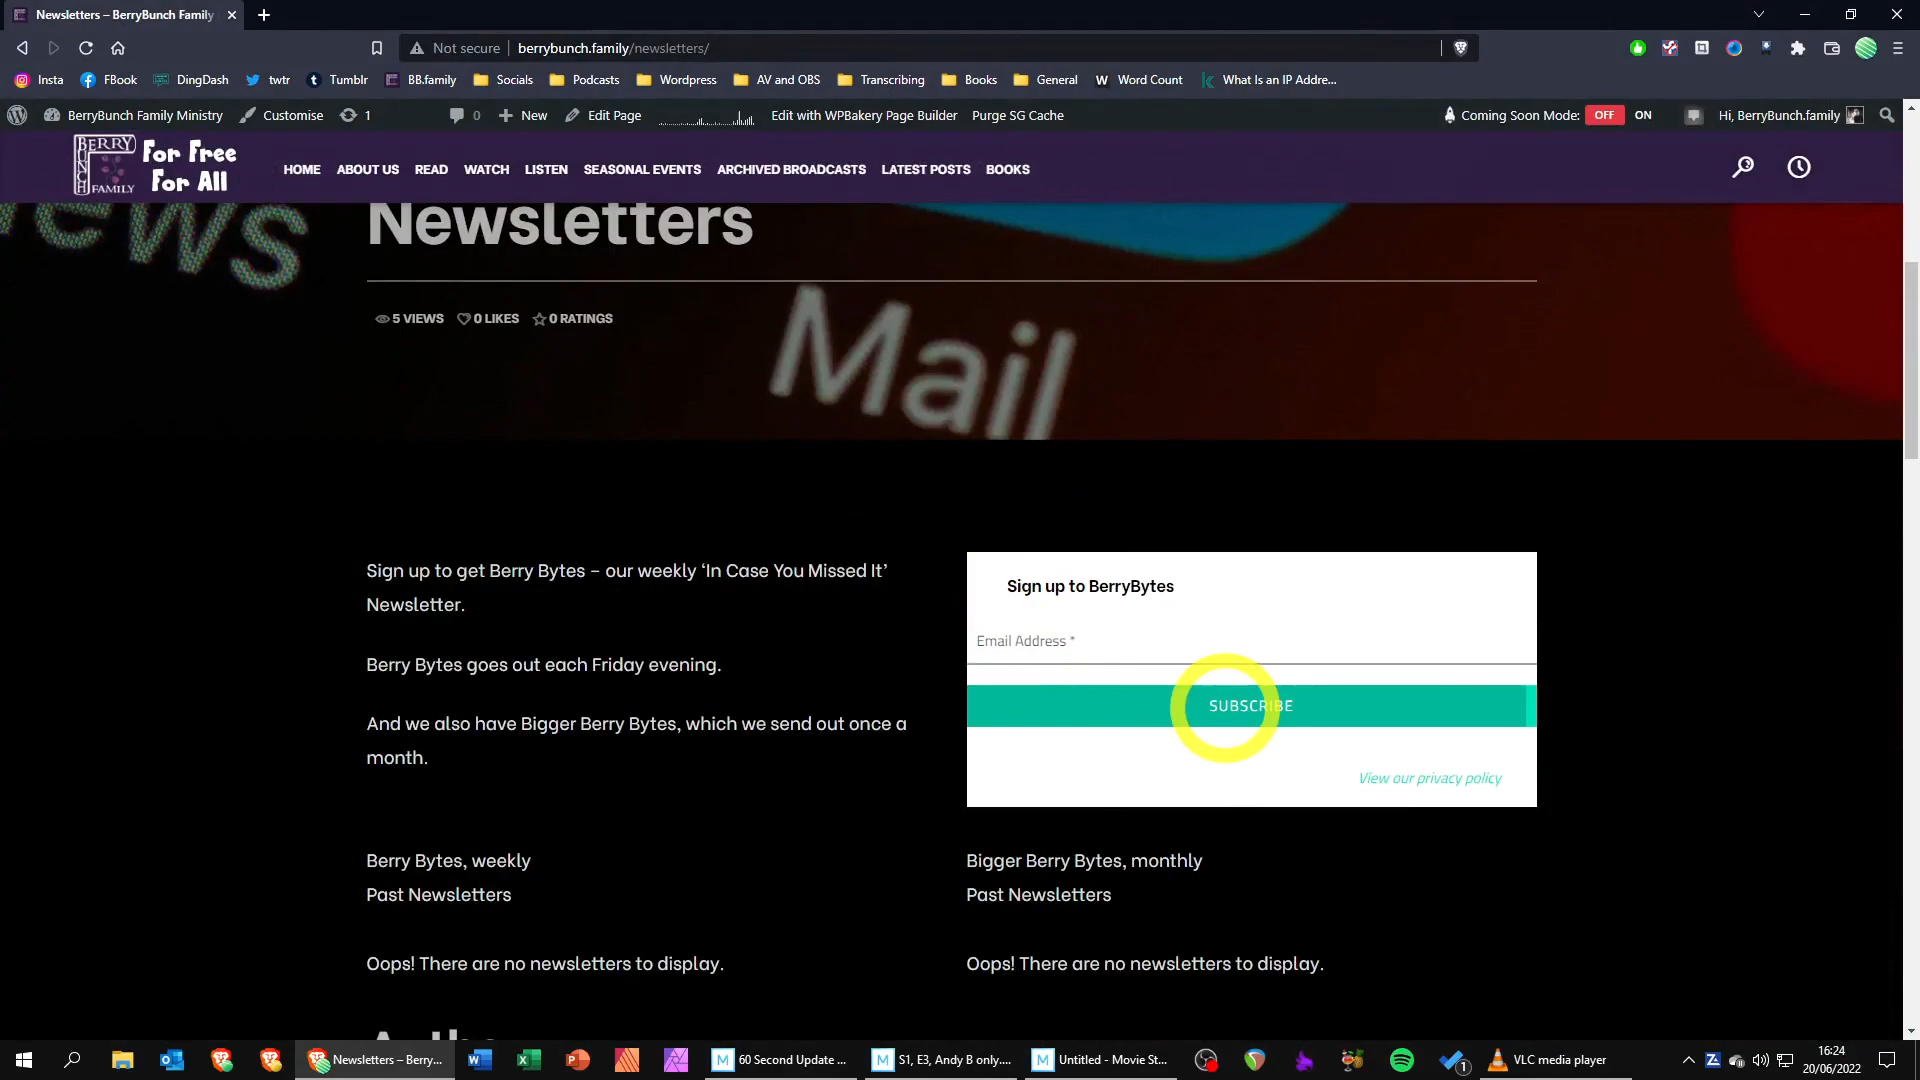 Newsletters – BerryBunch Family
Not secure berrybunch.family/newsletters/
Insta FBook DingDash twtr Tumblr BB.family Socials Podcasts Wordpress AV and OBS Transcribing Books General W Word Count What Is an IP Addre...
BerryBunch Family Ministry Customise 1 0 New Edit Page Edit with WPBakery Page Builder Purge SG Cache Coming Soon Mode: OFF ON Hi, BerryBunch.family
BERRY BUNCH FAMILY
For Free
For All
HOME ABOUT US READ WATCH LISTEN SEASONAL EVENTS ARCHIVED BROADCASTS LATEST POSTS BOOKS
News
Newsletters
5 VIEWS 0 LIKES 0 RATINGS
Mail
Sign up to get Berry Bytes – our weekly ‘In Case You Missed It’
Newsletter.
Berry Bytes goes out each Friday evening.
And we also have Bigger Berry Bytes, which we send out once a
month.
Sign up to BerryBytes
Email Address *
SUBSCRIBE
View our privacy policy
Berry Bytes, weekly
Past Newsletters
Oops! There are no newsletters to display.
Bigger Berry Bytes, monthly
Past Newsletters
Oops! There are no newsletters to display.
Newsletters – Berry... 60 Second Update ... S1, E3, Andy B only.... Untitled - Movie St... 1 VLC media player
16:24
20/06/2022